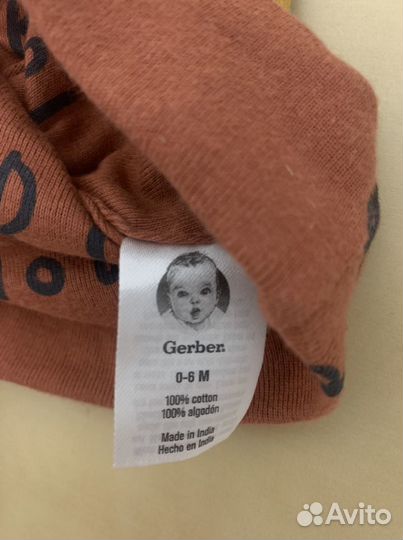 Gerber.
0-6 M
100% cotton
100% algodón
Made in India
Hecho en India
Avito